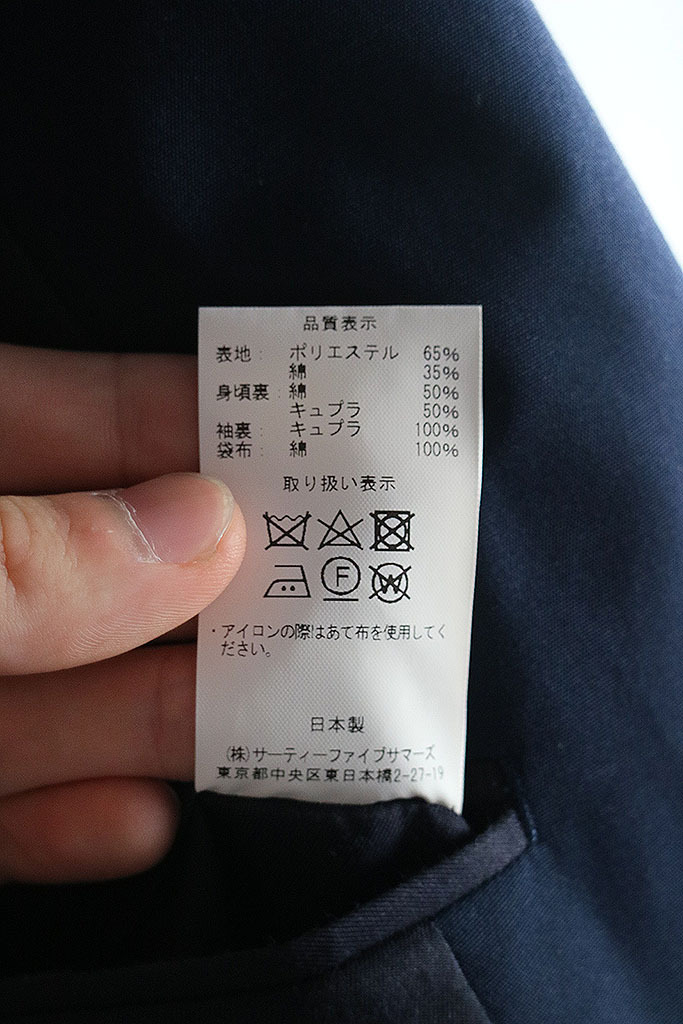 品質表示
表地： ポリエステル 65%
綿 35%
身頃裏： 綿 50%
キュプラ 50%
袖裏： キュプラ 100%
袋布： 綿 100%
取り扱い表示
F
W
・アイロンの際はあて布を使用してく
ださい。
日本製
(株)サーティーファイブサマーズ
東京都中央区東日本橋2-27-19